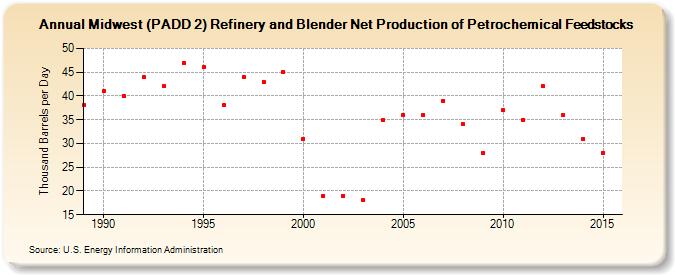 Annual Midwest (PADD 2) Refinery and Blender Net Production of Petrochemical Feedstocks
Thousand Barrels per Day
50
45
40
35
30
25
20
15
1990 1995 2000 2005 2010 2015
Source: U.S. Energy Information Administration